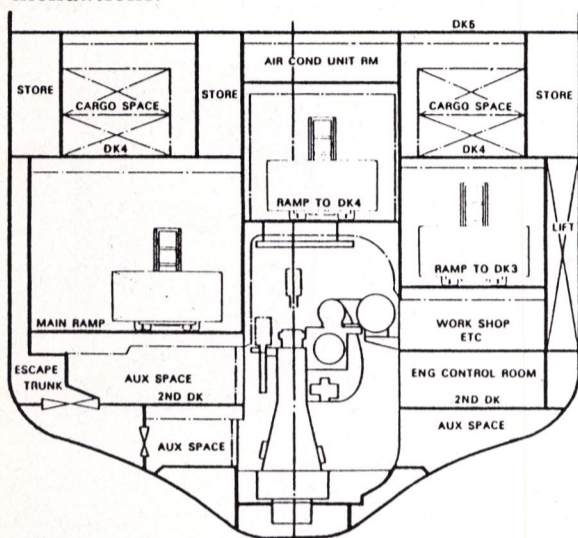 DK5
AIR COND UNIT RM
STORE
CARGO SPACE
DK4
STORE
CARGO SPACE
DK4
STORE
RAMP TO DK4
LIFT
RAMP TO DK3
MAIN RAMP
WORK SHOP
ETC
ESCAPE
TRUNK
AUX SPACE
2ND DK
ENG CONTROL ROOM
2ND DK
AUX SPACE
AUX SPACE